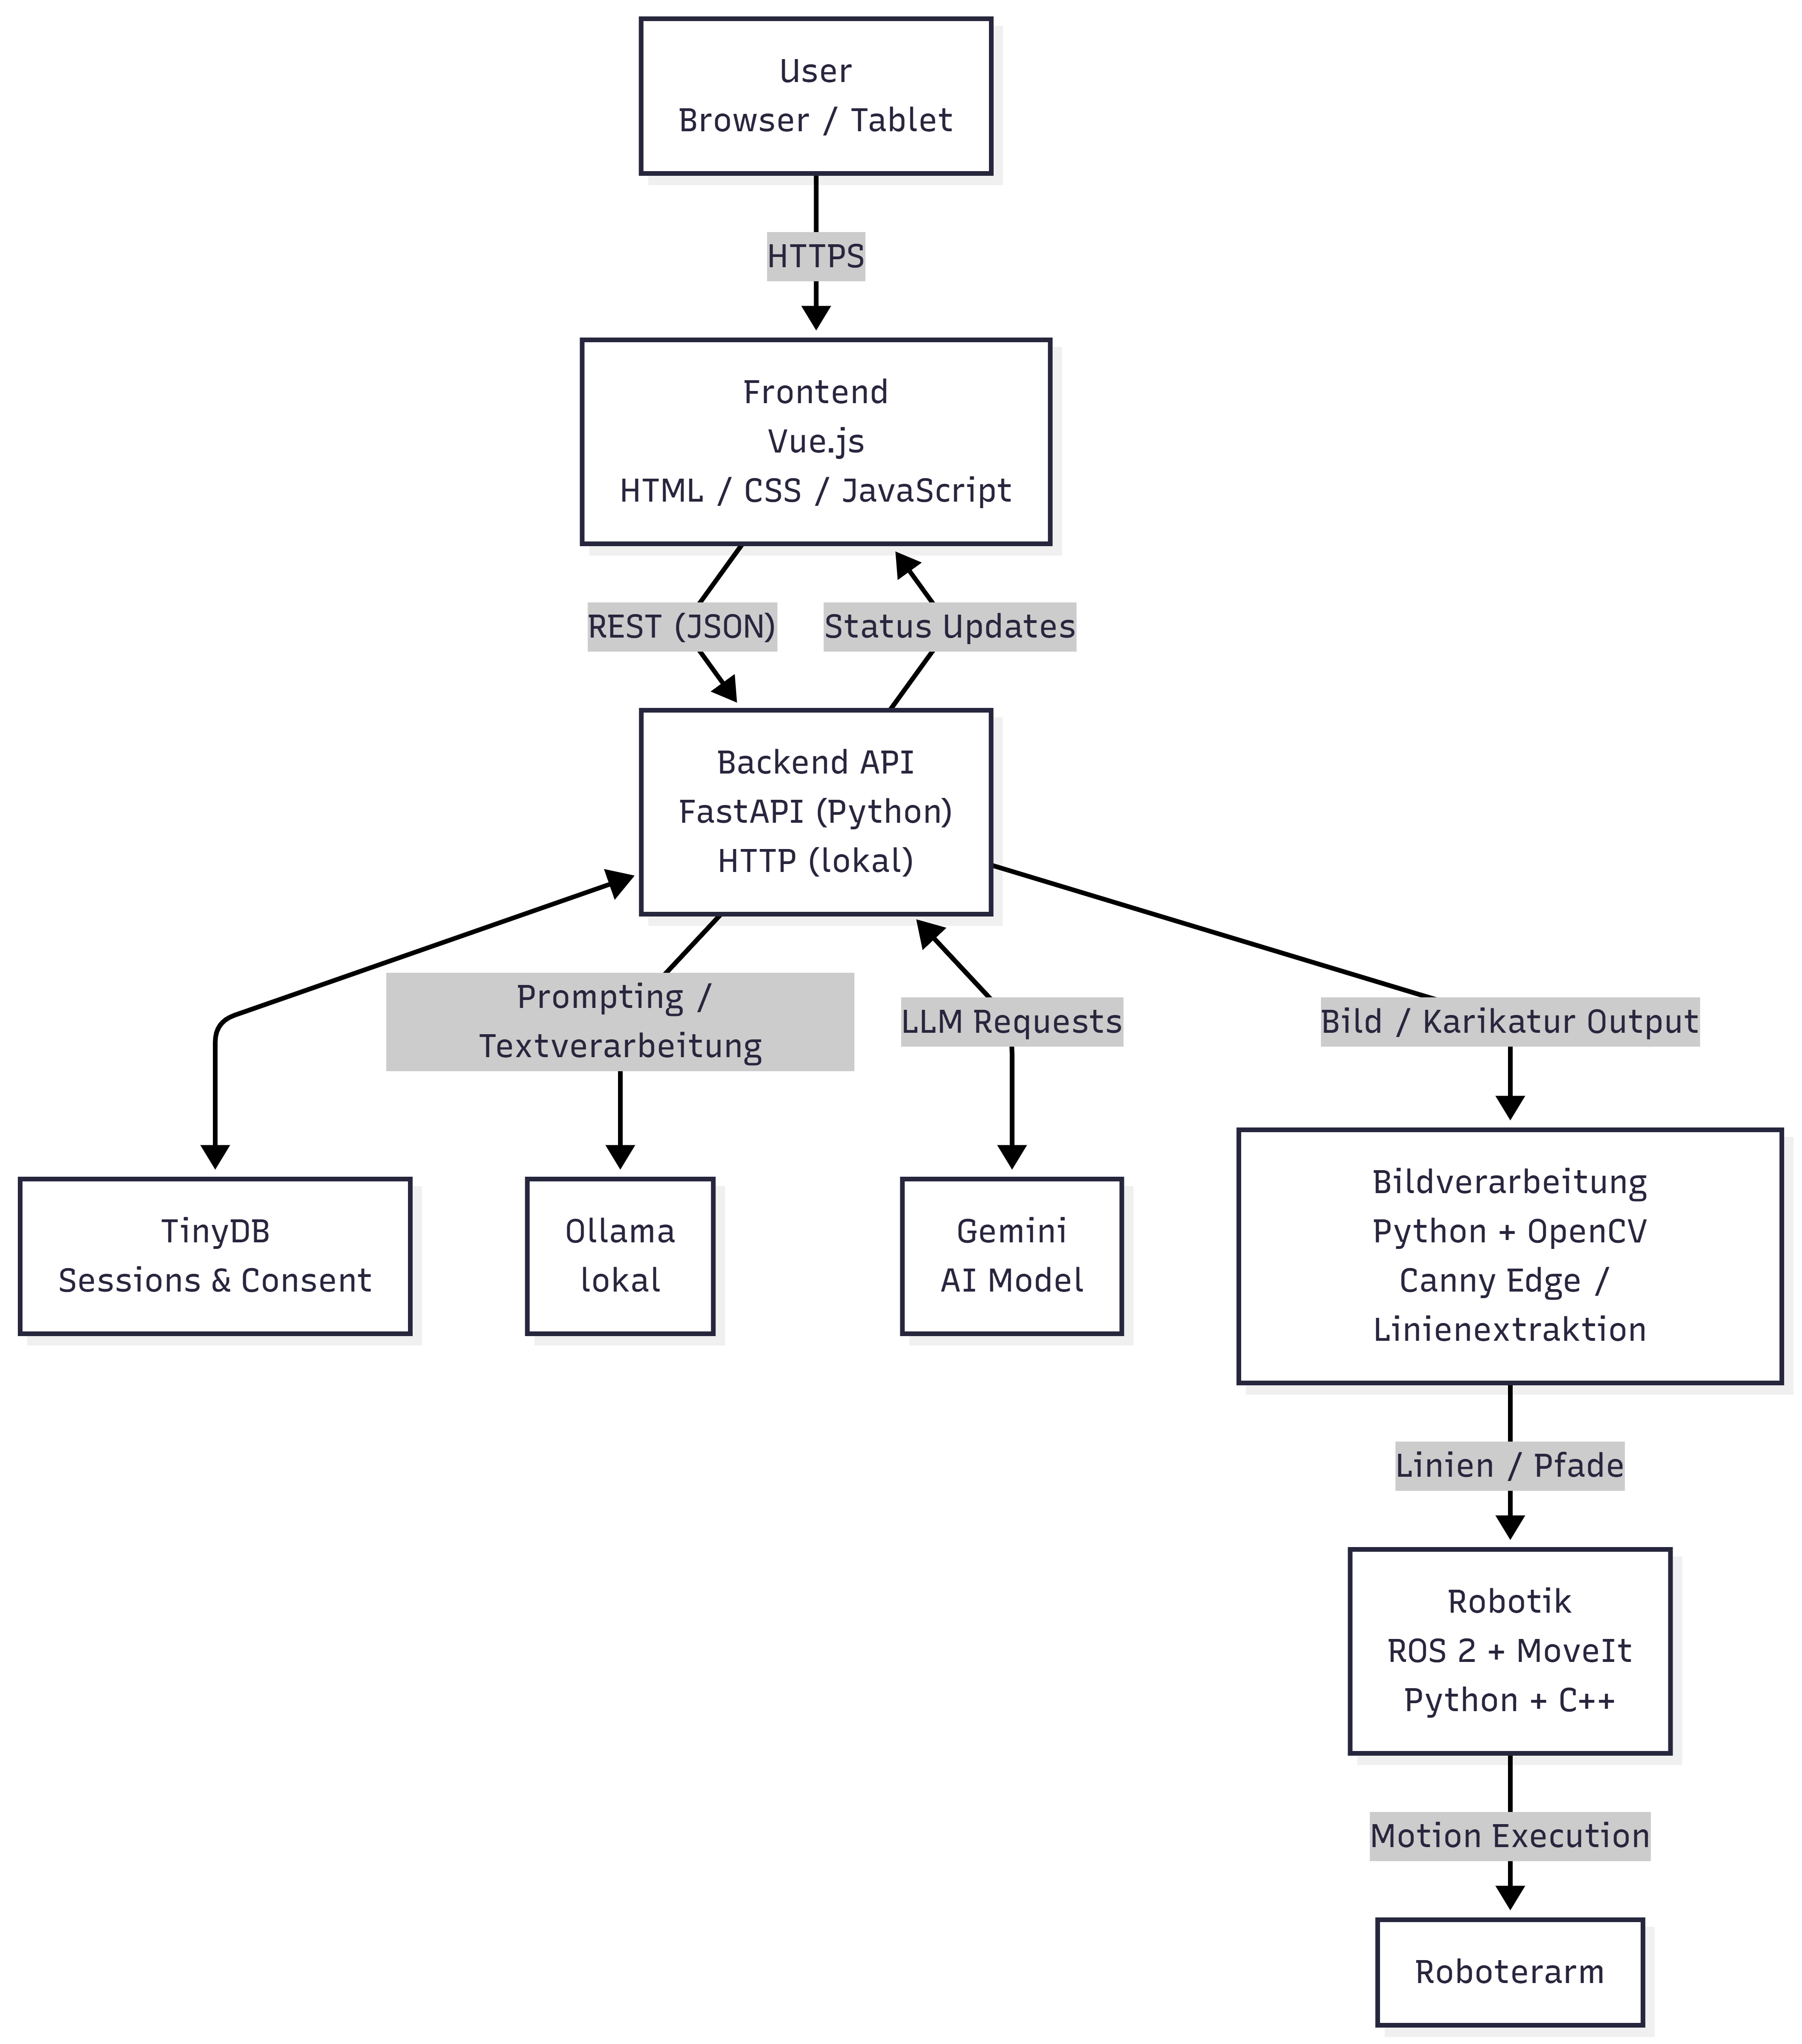 User
Browser / Tablet
HTTPS
Frontend
Vue.js
HTML / CSS / JavaScript
REST (JSON)
Status Updates
Backend API
FastAPI (Python)
HTTP (lokal)
Prompting /
Textverarbeitung
LLM Requests
Bild / Karikatur Output
TinyDB
Sessions & Consent
Ollama
lokal
Gemini
AI Model
Bildverarbeitung
Python + OpenCV
Canny Edge /
Linienextraktion
Linien / Pfade
Robotik
ROS 2 + MoveIt
Python + C++
Motion Execution
Roboterarm